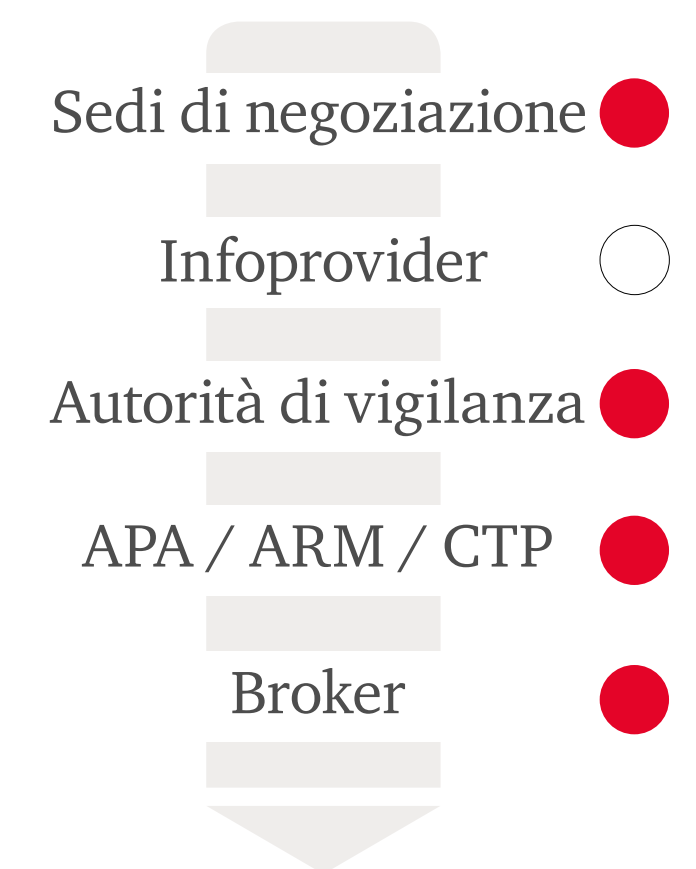 Sedi di negoziazione
Infoprovider
Autorità di vigilanza
APA / ARM / CTP
Broker